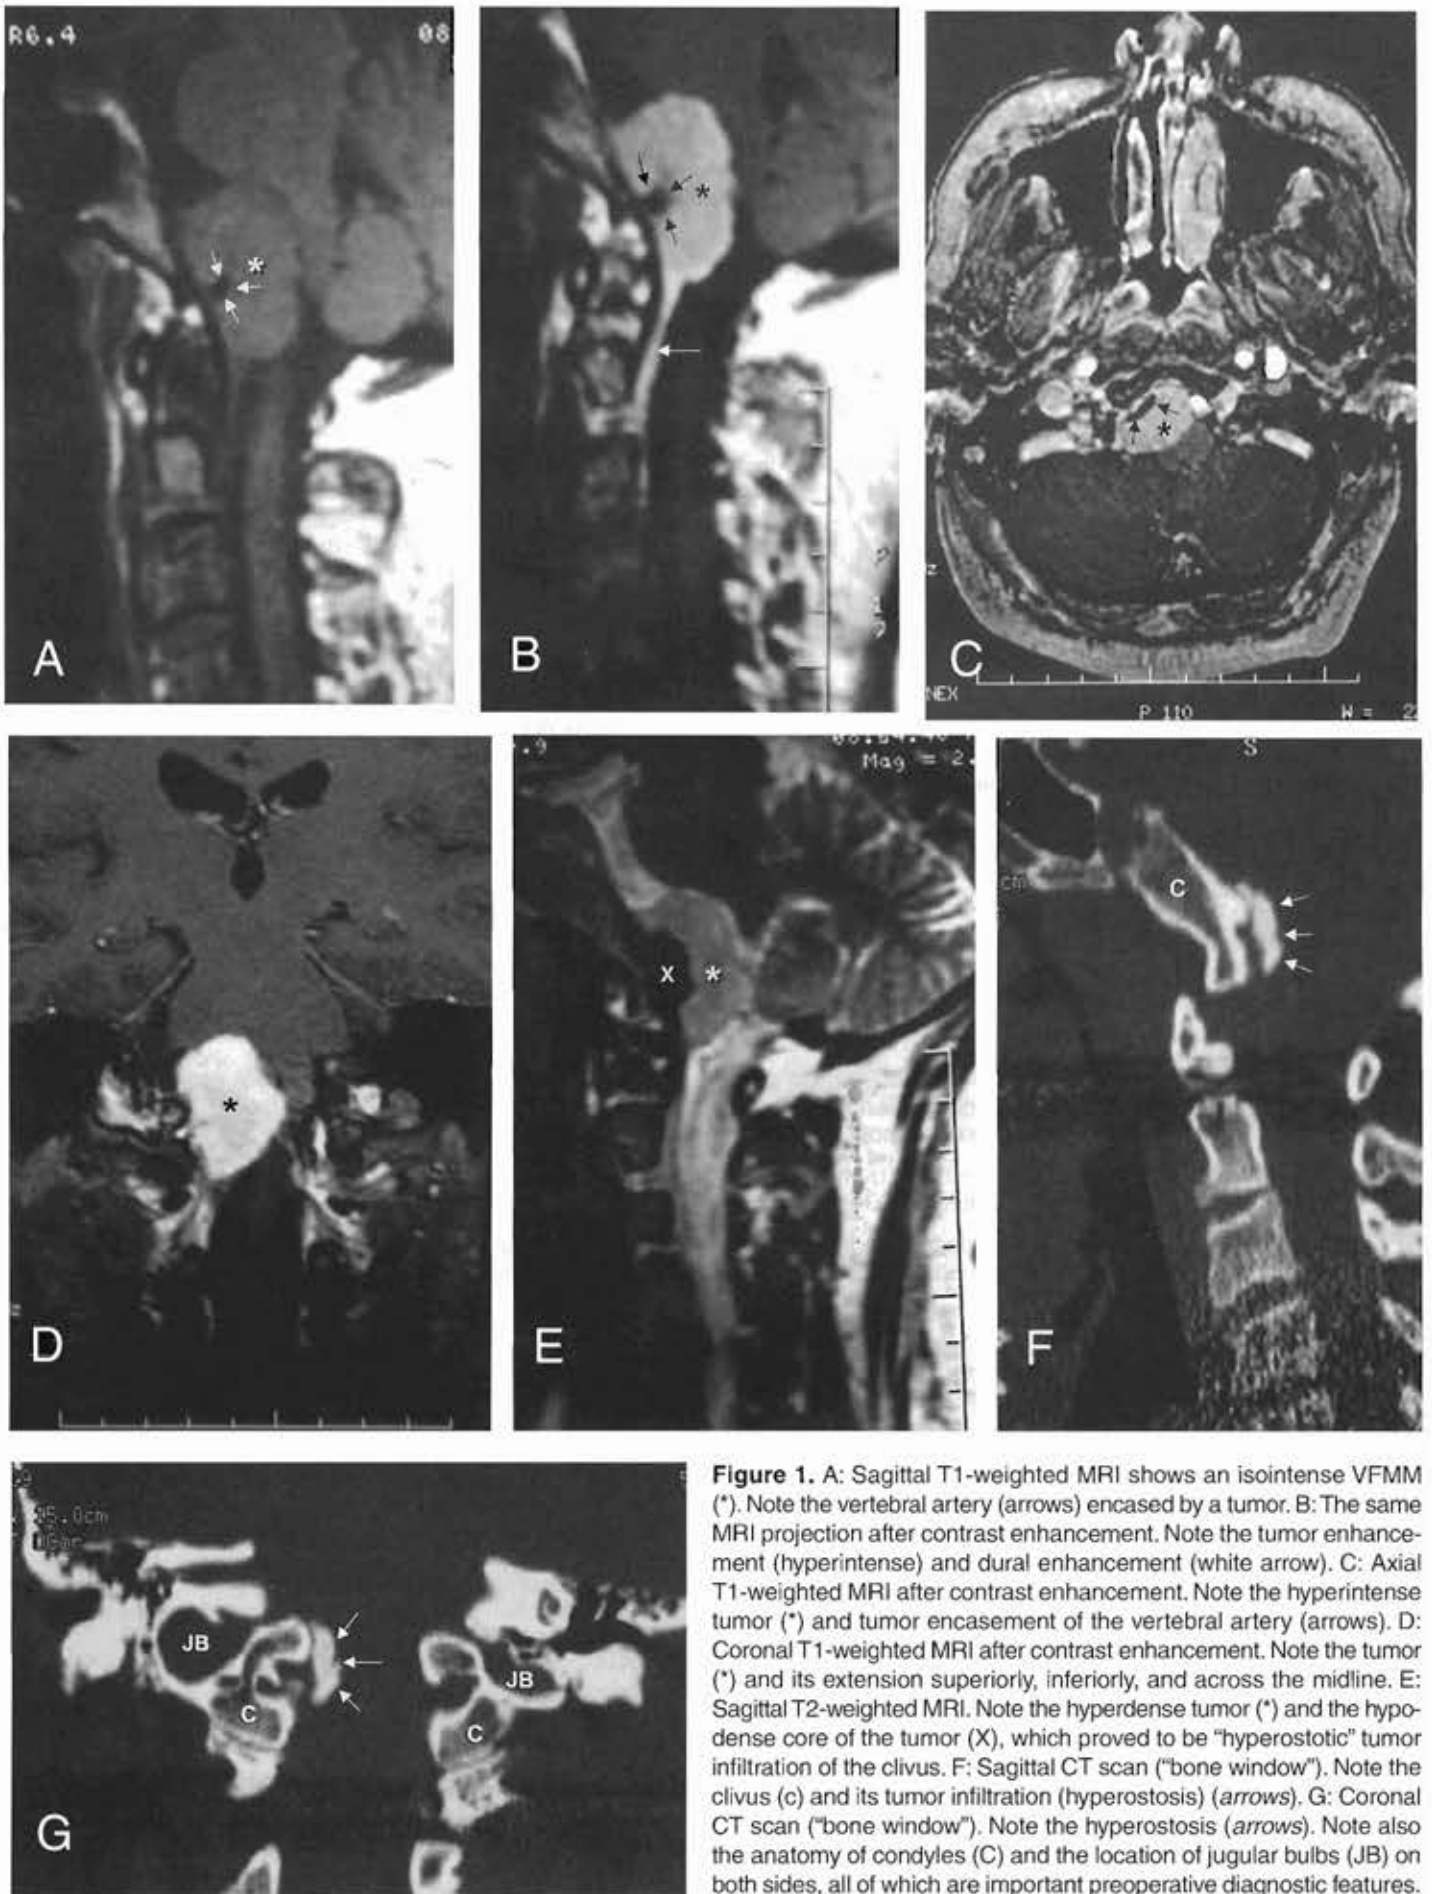 R6.4 08
*
A
*
B
*
C
NEX P 110 W = 2
*
D
.9
Mag = 2.
X *
E
S
cm
C
F
15.0cm
JB
JB
C
C
G
Figure 1. A: Sagittal T1-weighted MRI shows an isointense VFMM
(*). Note the vertebral artery (arrows) encased by a tumor. B: The same
MRI projection after contrast enhancement. Note the tumor enhance-
ment (hyperintense) and dural enhancement (white arrow). C: Axial
T1-weighted MRI after contrast enhancement. Note the hyperintense
tumor (*) and tumor encasement of the vertebral artery (arrows). D:
Coronal T1-weighted MRI after contrast enhancement. Note the tumor
(*) and its extension superiorly, inferiorly, and across the midline. E:
Sagittal T2-weighted MRI. Note the hyperdense tumor (*) and the hypo-
dense core of the tumor (X), which proved to be “hyperostotic” tumor
infiltration of the clivus. F: Sagittal CT scan (“bone window”). Note the
clivus (c) and its tumor infiltration (hyperostosis) (arrows). G: Coronal
CT scan (“bone window”). Note the hyperostosis (arrows). Note also
the anatomy of condyles (C) and the location of jugular bulbs (JB) on
both sides, all of which are important preoperative diagnostic features.